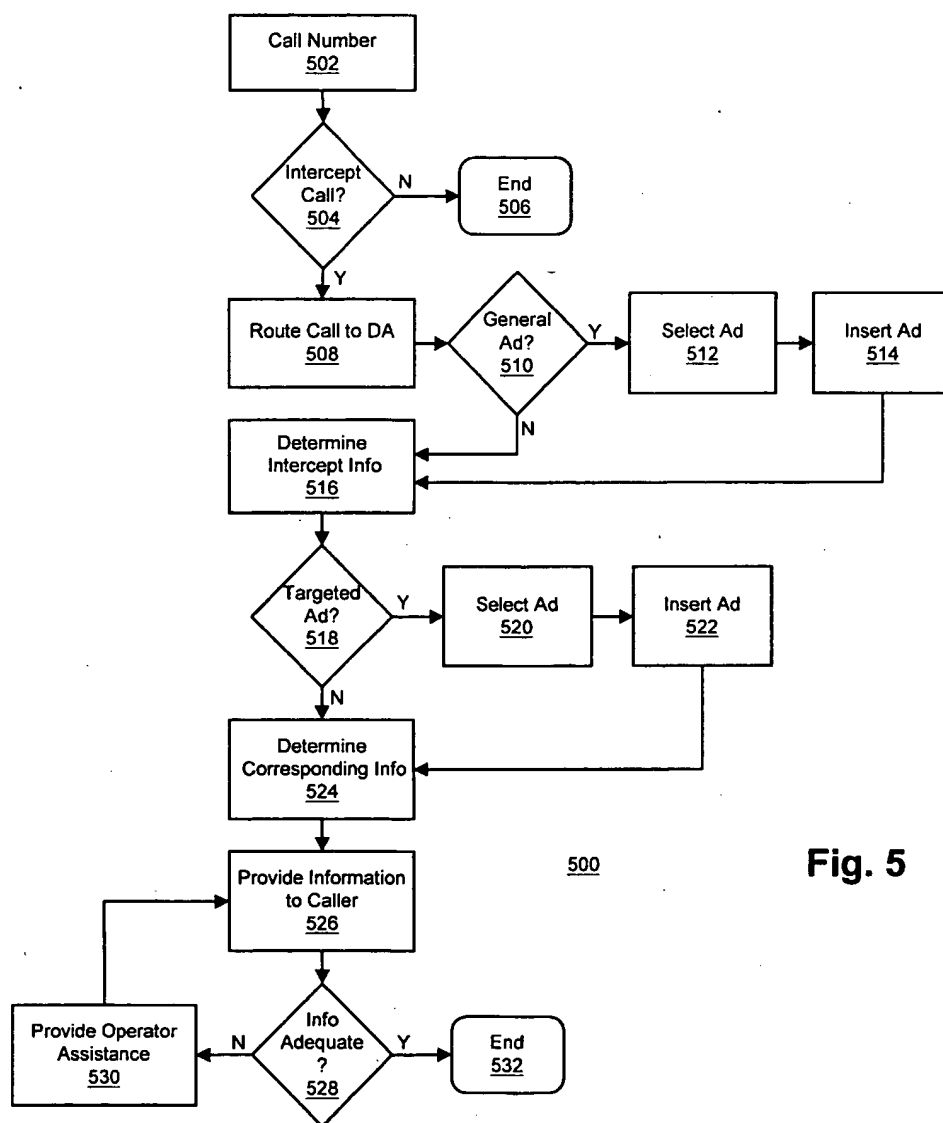 Call Number
502
Intercept
Call?
504
N
End
506
Y
Route Call to DA
508
General
Ad?
510
Y
Select Ad
512
Insert Ad
514
N
Determine
Intercept Info
516
Targeted
Ad?
518
Y
Select Ad
520
Insert Ad
522
N
Determine
Corresponding Info
524
Provide Information
to Caller
526
500
Fig. 5
Provide Operator
Assistance
530
N
Info
Adequate
?
528
Y
End
532